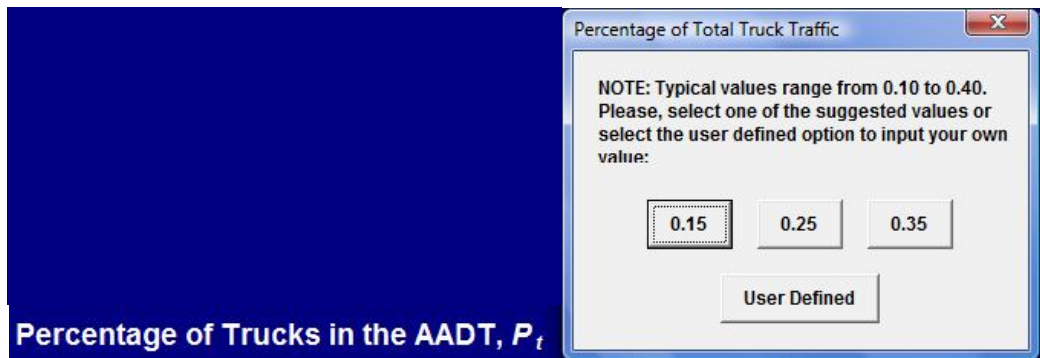 Percentage of Total Truck Traffic
NOTE: Typical values range from 0.10 to 0.40.
Please, select one of the suggested values or
select the user defined option to input your own
value:
0.15 0.25 0.35
User Defined
Percentage of Trucks in the AADT, P t